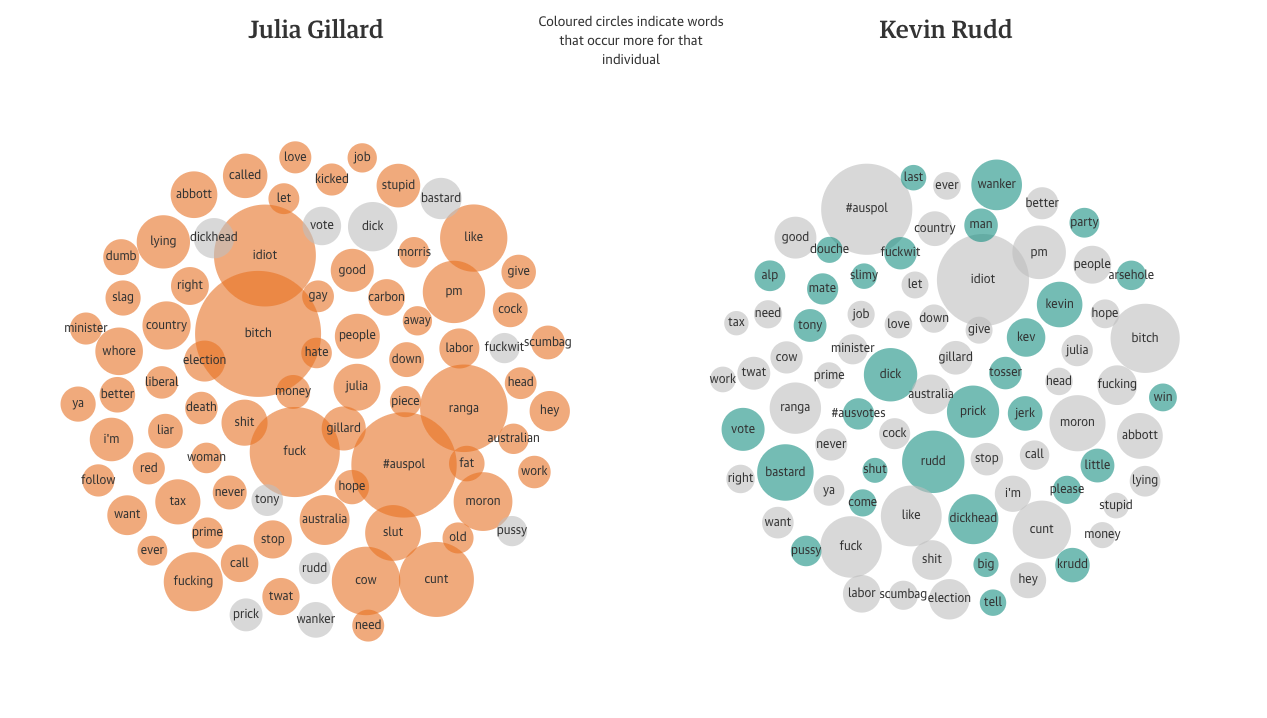 Julia Gillard
Coloured circles indicate words
that occur more for that
individual
Kevin Rudd
love
job
called
kicked
stupid
abbott
let
bastard
vote
dick
dickhead
like
lying
idiot
morris
dumb
good
give
right
pm
slag
gay
carbon
cock
away
minister
country
bitch
people
scumbag
whore
hate
labor
fuckwit
election
down
liberal
head
better
money
julia
ya
death
piece
ranga
hey
shit
liar
gillard
i'm
australian
fuck
woman
#auspol
fat
red
work
follow
never
hope
tax
moron
tony
want
australia
prime
slut
pussy
stop
old
ever
call
rudd
fucking
cow
cunt
twat
prick
wanker
need
last
ever
wanker
#auspol
better
man
party
country
good
douche
fuckwit
pm
people
alp
slimy
arsehole
idiot
let
mate
kevin
job
hope
need
down
tax
love
tony
give
kev
bitch
minister
julia
cow
gillard
twat
prime
dick
tosser
work
head
fucking
australia
win
ranga
#ausvotes
prick
jerk
moron
vote
cock
abbott
never
call
stop
rudd
little
bastard
shut
right
lying
ya
please
i'm
come
stupid
like
dickhead
want
cunt
money
fuck
pussy
shit
big
krudd
hey
labor
scumbag
election
tell